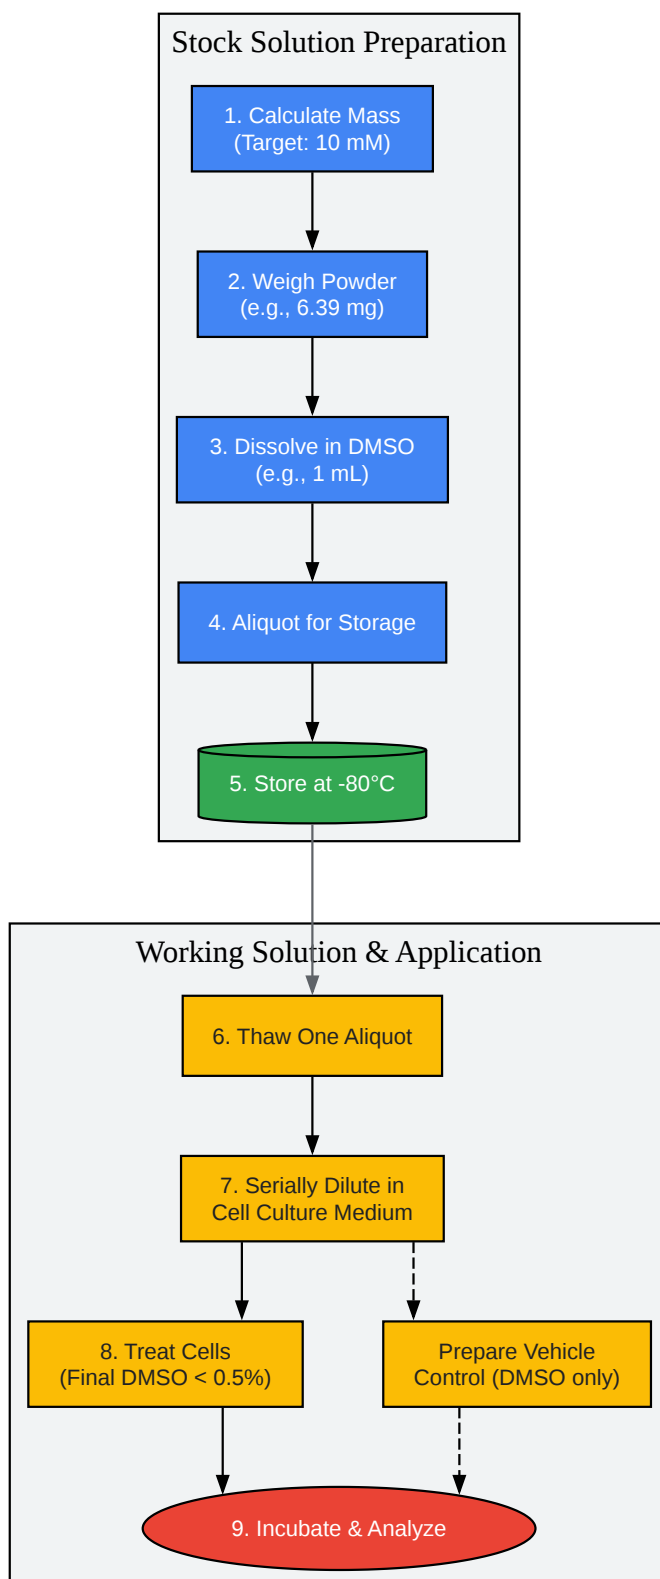 Stock Solution Preparation
1. Calculate Mass
(Target: 10 mM)
2. Weigh Powder
(e.g., 6.39 mg)
3. Dissolve in DMSO
(e.g., 1 mL)
4. Aliquot for Storage
5. Store at -80°C
Working Solution & Application
6. Thaw One Aliquot
7. Serially Dilute in
Cell Culture Medium
8. Treat Cells
(Final DMSO < 0.5%)
Prepare Vehicle
Control (DMSO only)
9. Incubate & Analyze